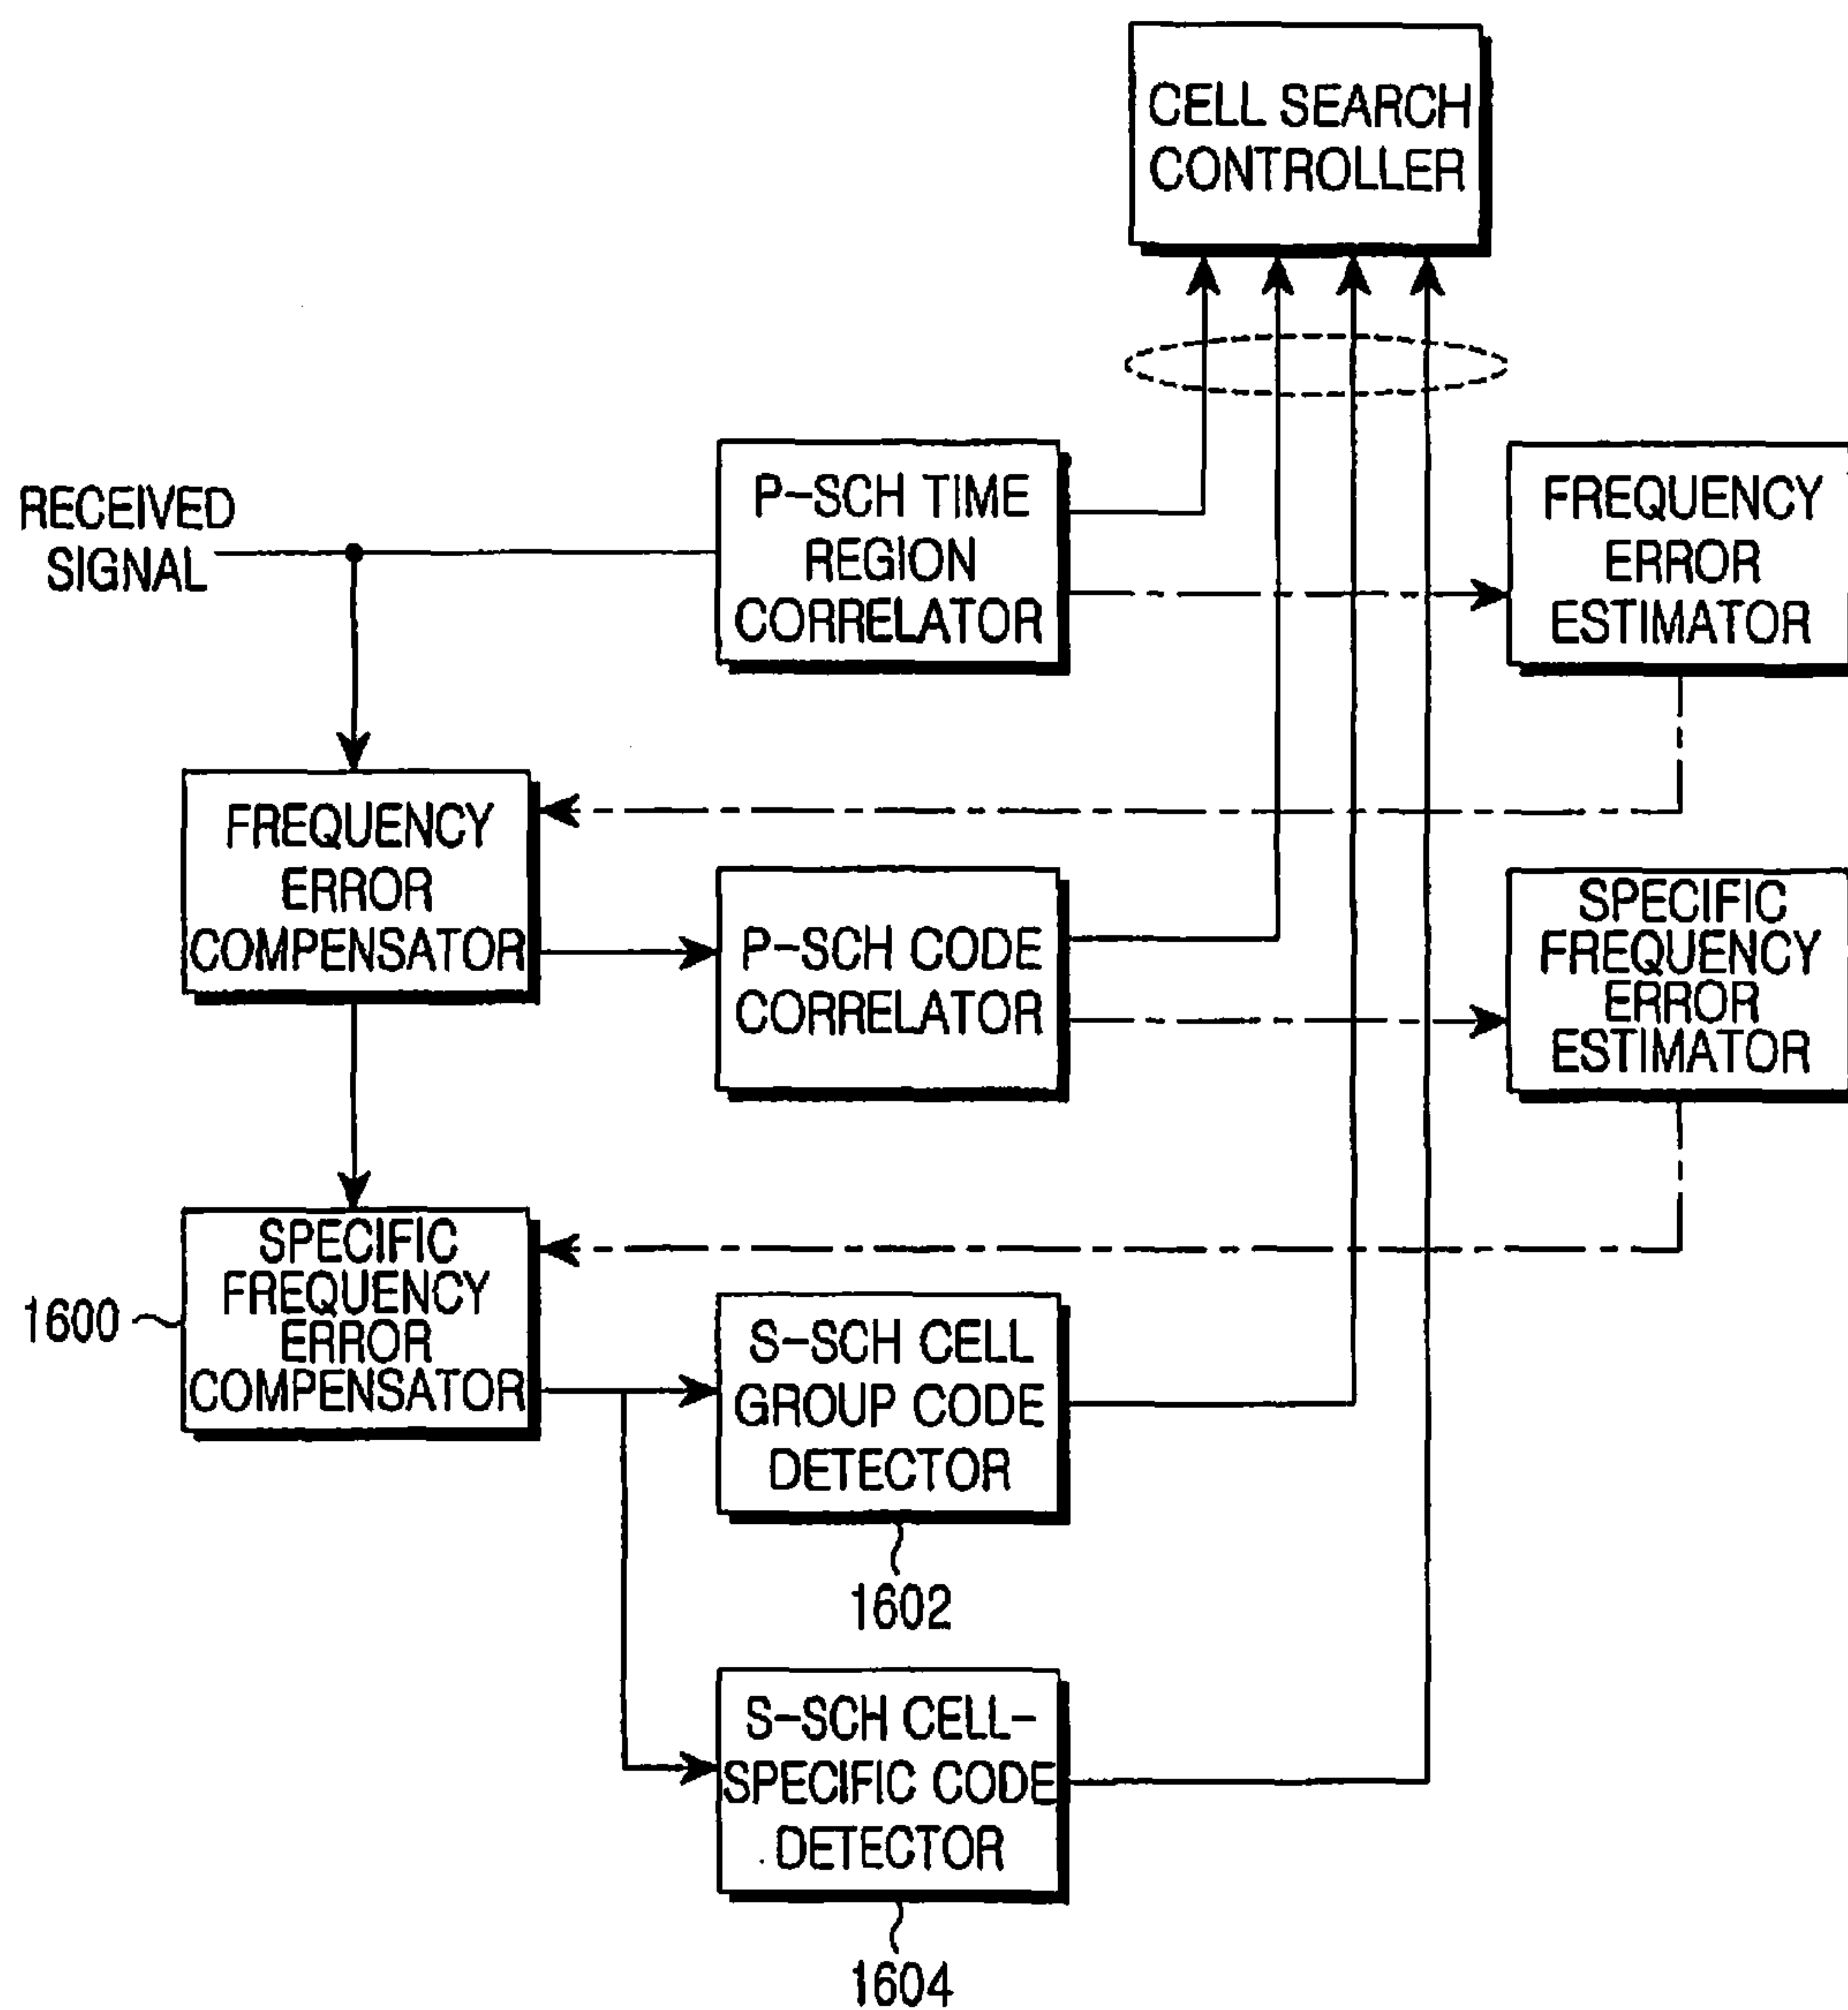 CELL SEARCH
CONTROLLER
RECEIVED
SIGNAL
P-SCH TIME
REGION
CORRELATOR
FREQUENCY
ERROR
ESTIMATOR
FREQUENCY
ERROR
COMPENSATOR
P-SCH CODE
CORRELATOR
SPECIFIC
FREQUENCY
ERROR
ESTIMATOR
1600
SPECIFIC
FREQUENCY
ERROR
COMPENSATOR
S-SCH CELL
GROUP CODE
DETECTOR
1602
S-SCH CELL-
SPECIFIC CODE
DETECTOR
1604